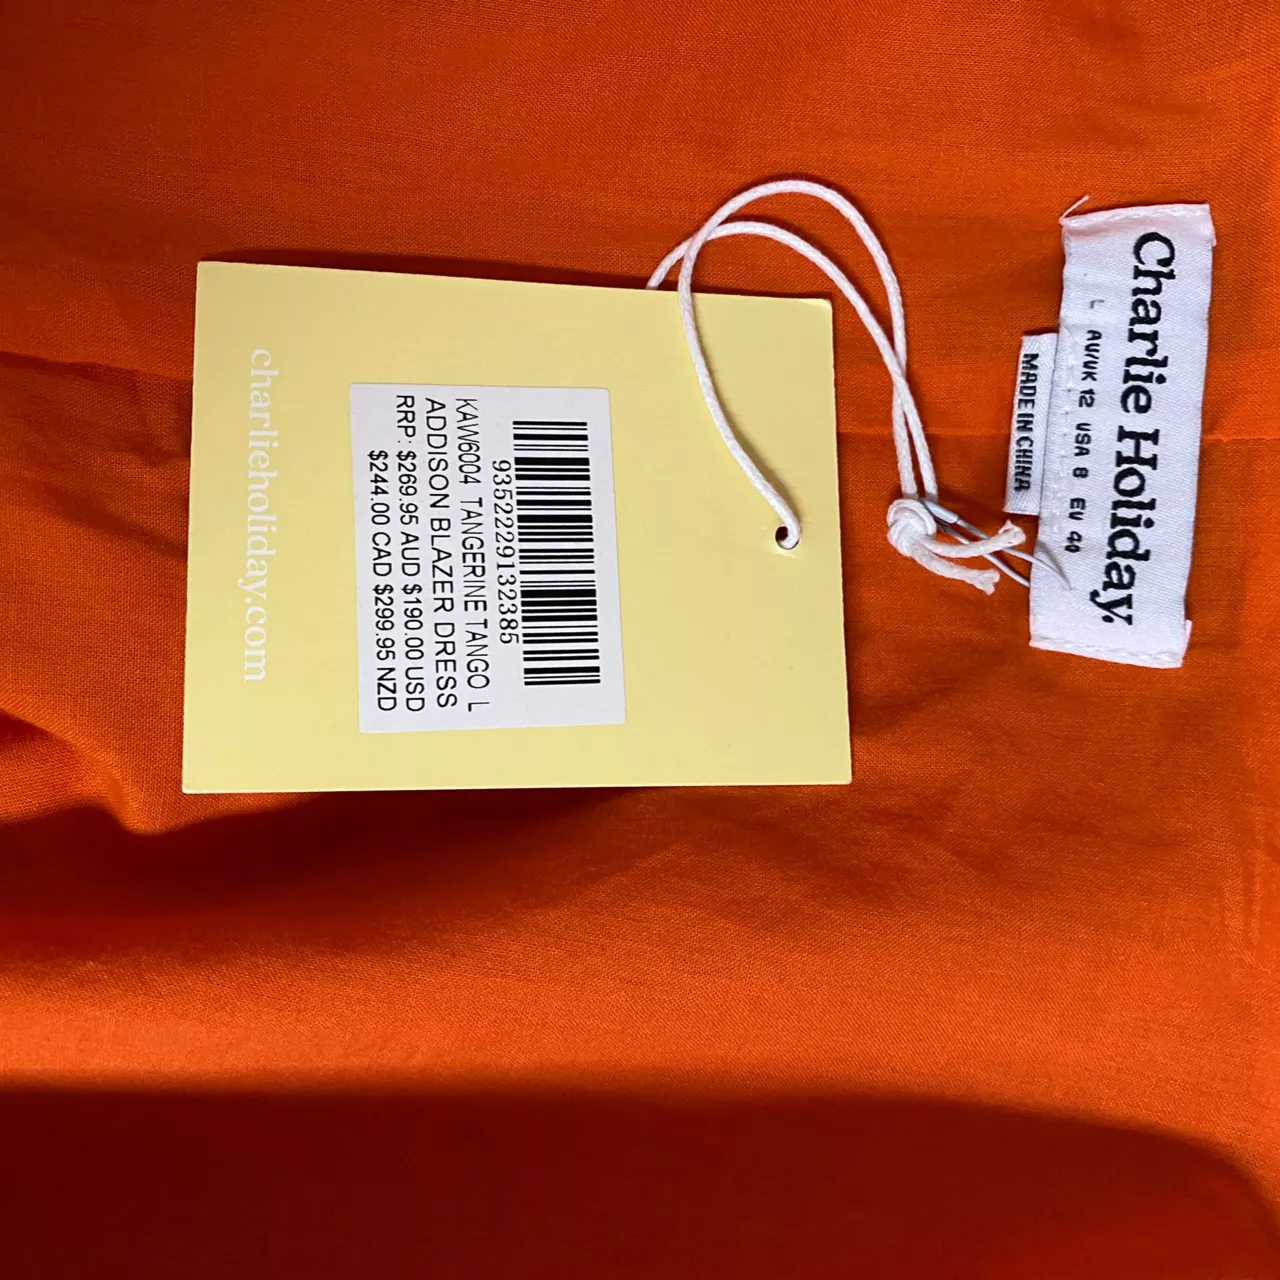 Charlie Holiday.
L AU/UK 12 USA 8 EU 40
MADE IN CHINA
9352229132385
KAW6004 TANGERINE TANGO L
ADDISON BLAZER DRESS
RRP: $269.95 AUD $190.00 USD
$244.00 CAD $299.95 NZD
charlieholiday.com